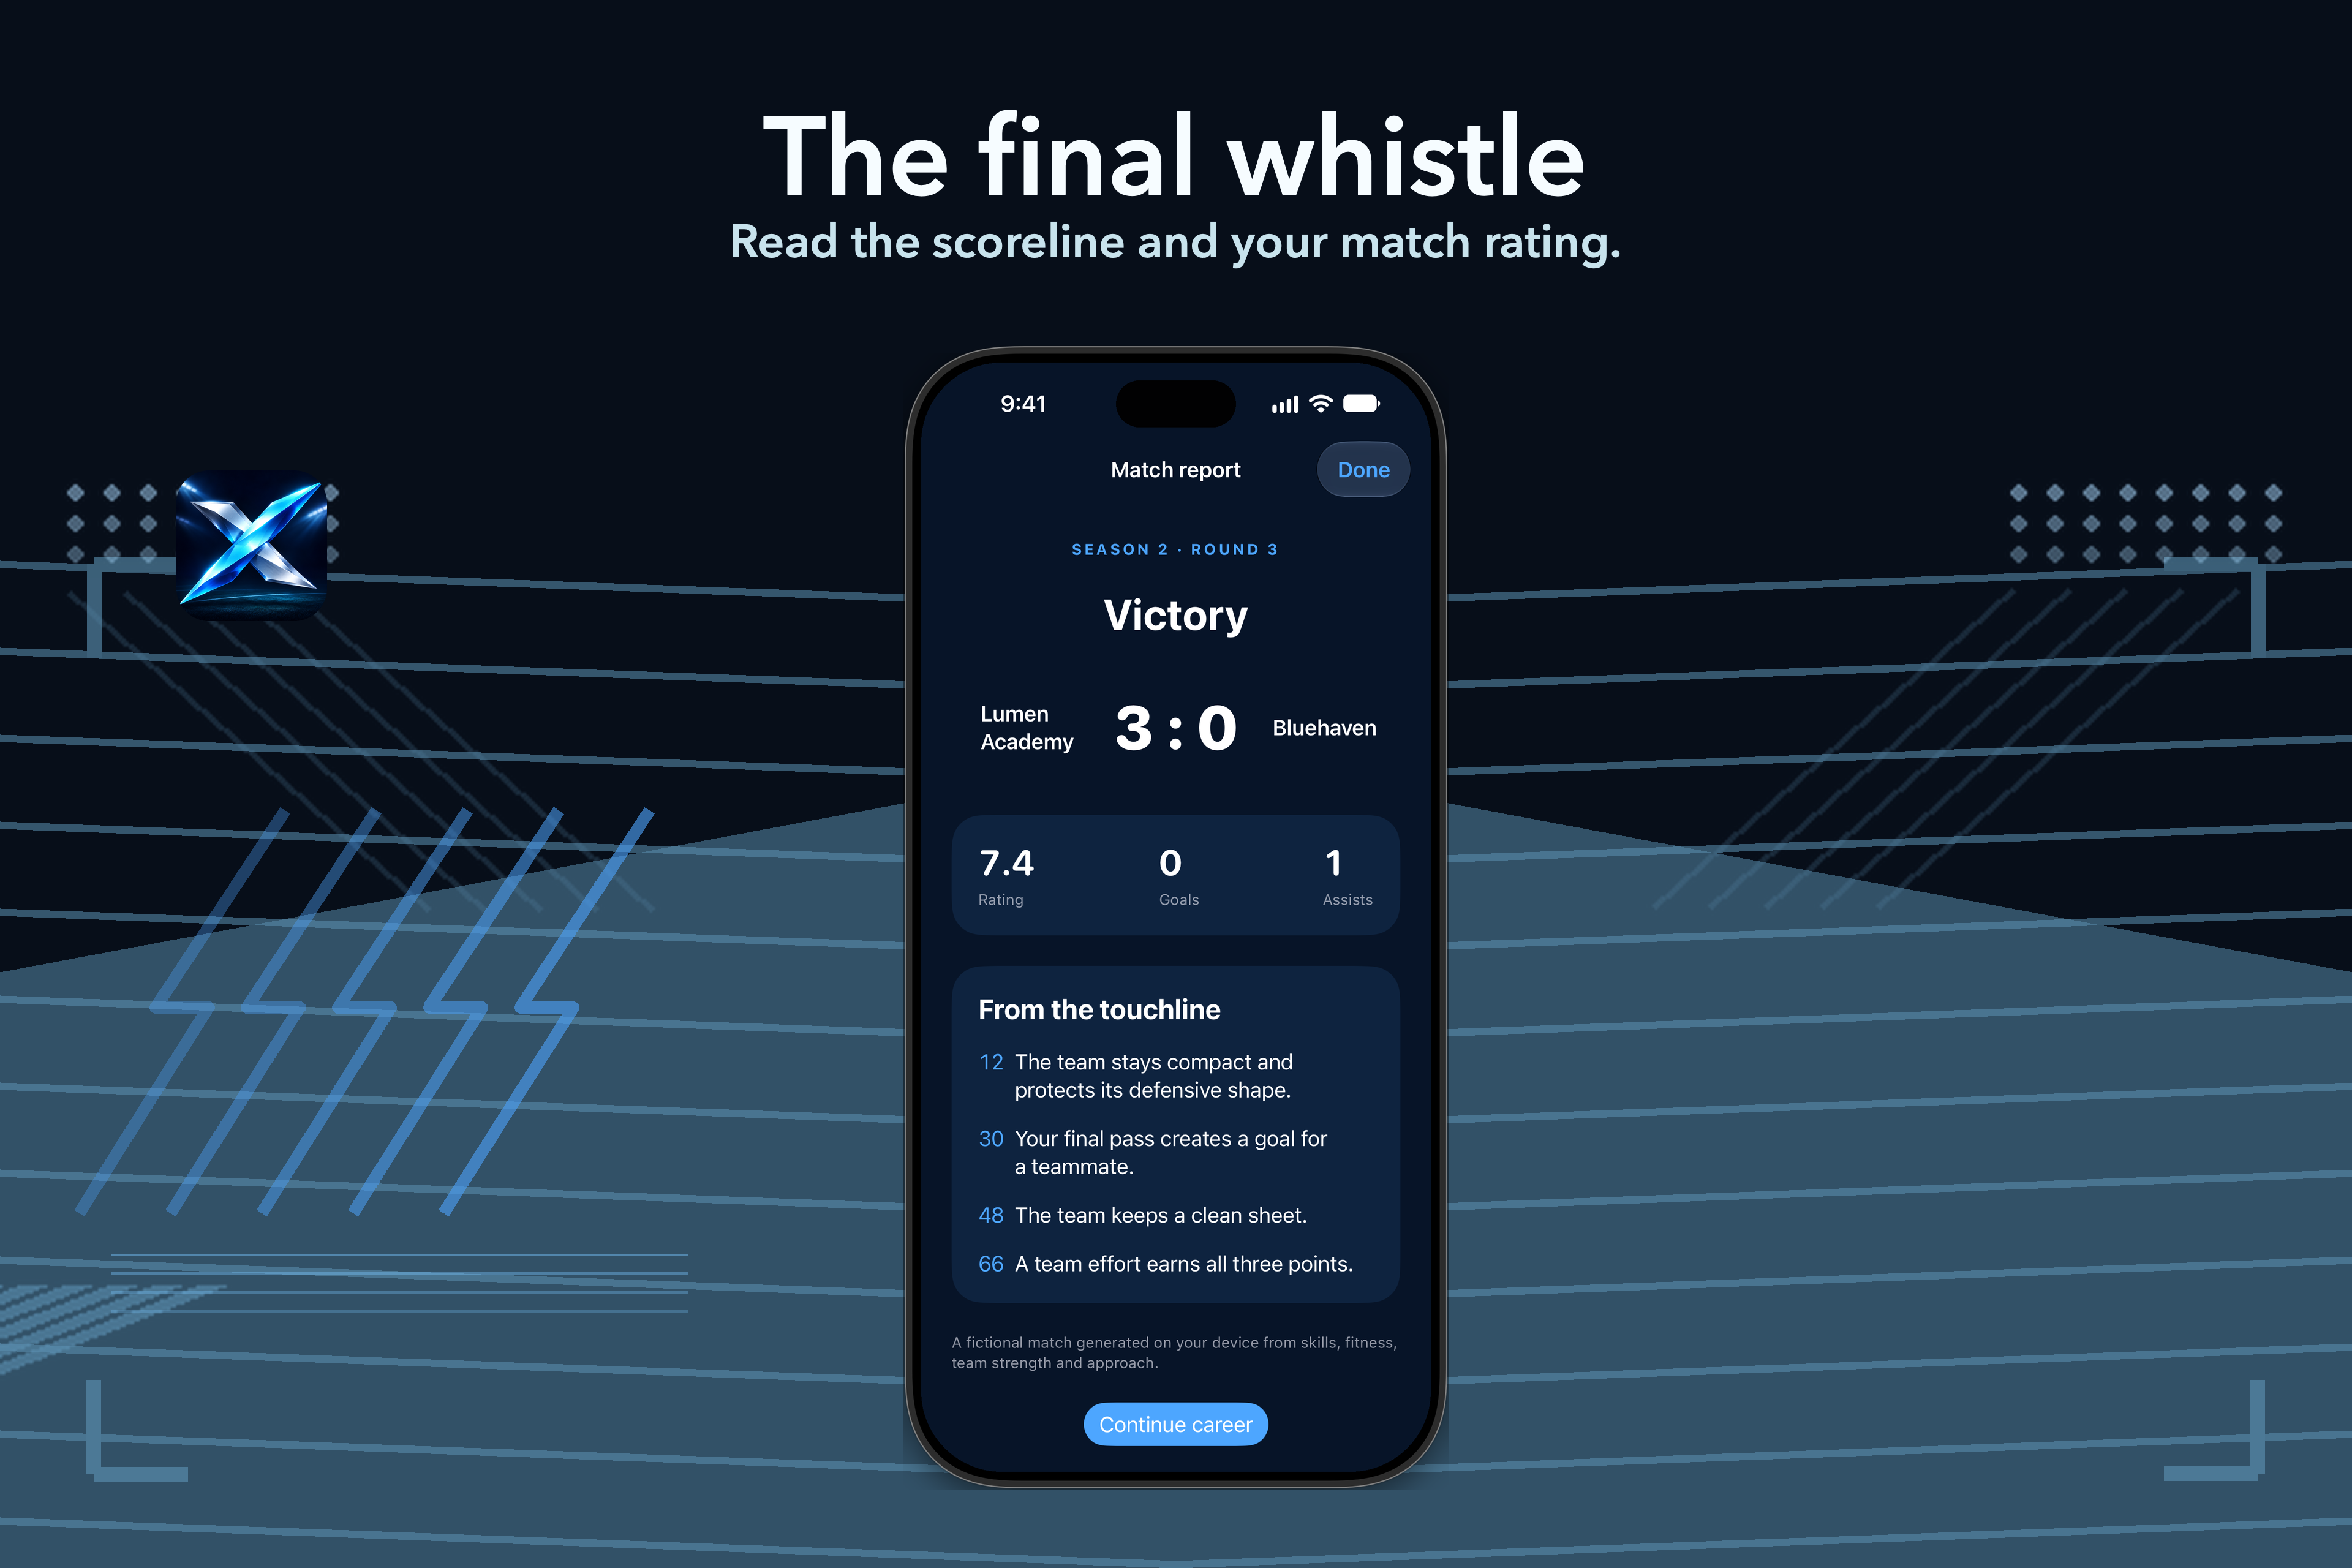 The final whistle
Read the scoreline and your match rating.
9:41
Match report
Done
SEASON 2 · ROUND 3
Victory
Lumen
Academy
3 : 0
Bluehaven
7.4
Rating
0
Goals
1
Assists
From the touchline
12 The team stays compact and
protects its defensive shape.
30 Your final pass creates a goal for
a teammate.
48 The team keeps a clean sheet.
66 A team effort earns all three points.
A fictional match generated on your device from skills, fitness,
team strength and approach.
Continue career